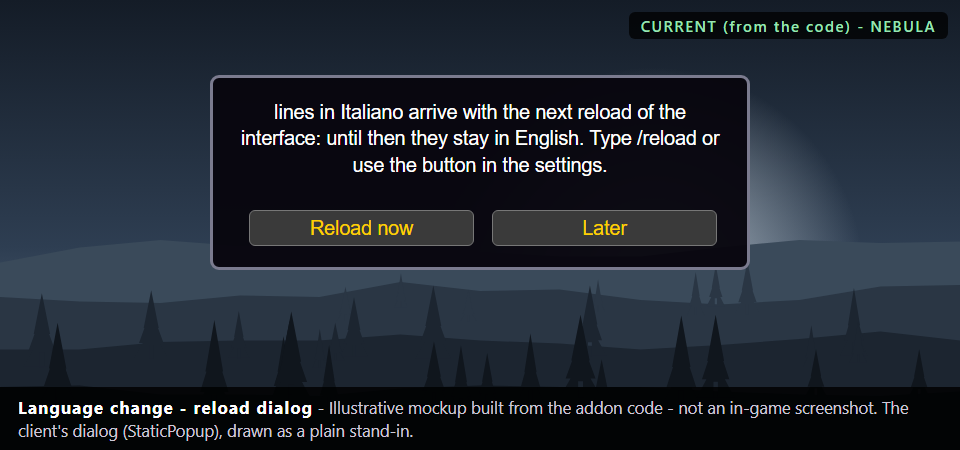 CURRENT (from the code) - NEBULA
lines in Italiano arrive with the next reload of the
interface: until then they stay in English. Type /reload or
use the button in the settings.
Reload now
Later
Language change - reload dialog - Illustrative mockup built from the addon code - not an in-game screenshot. The
client's dialog (StaticPopup), drawn as a plain stand-in.